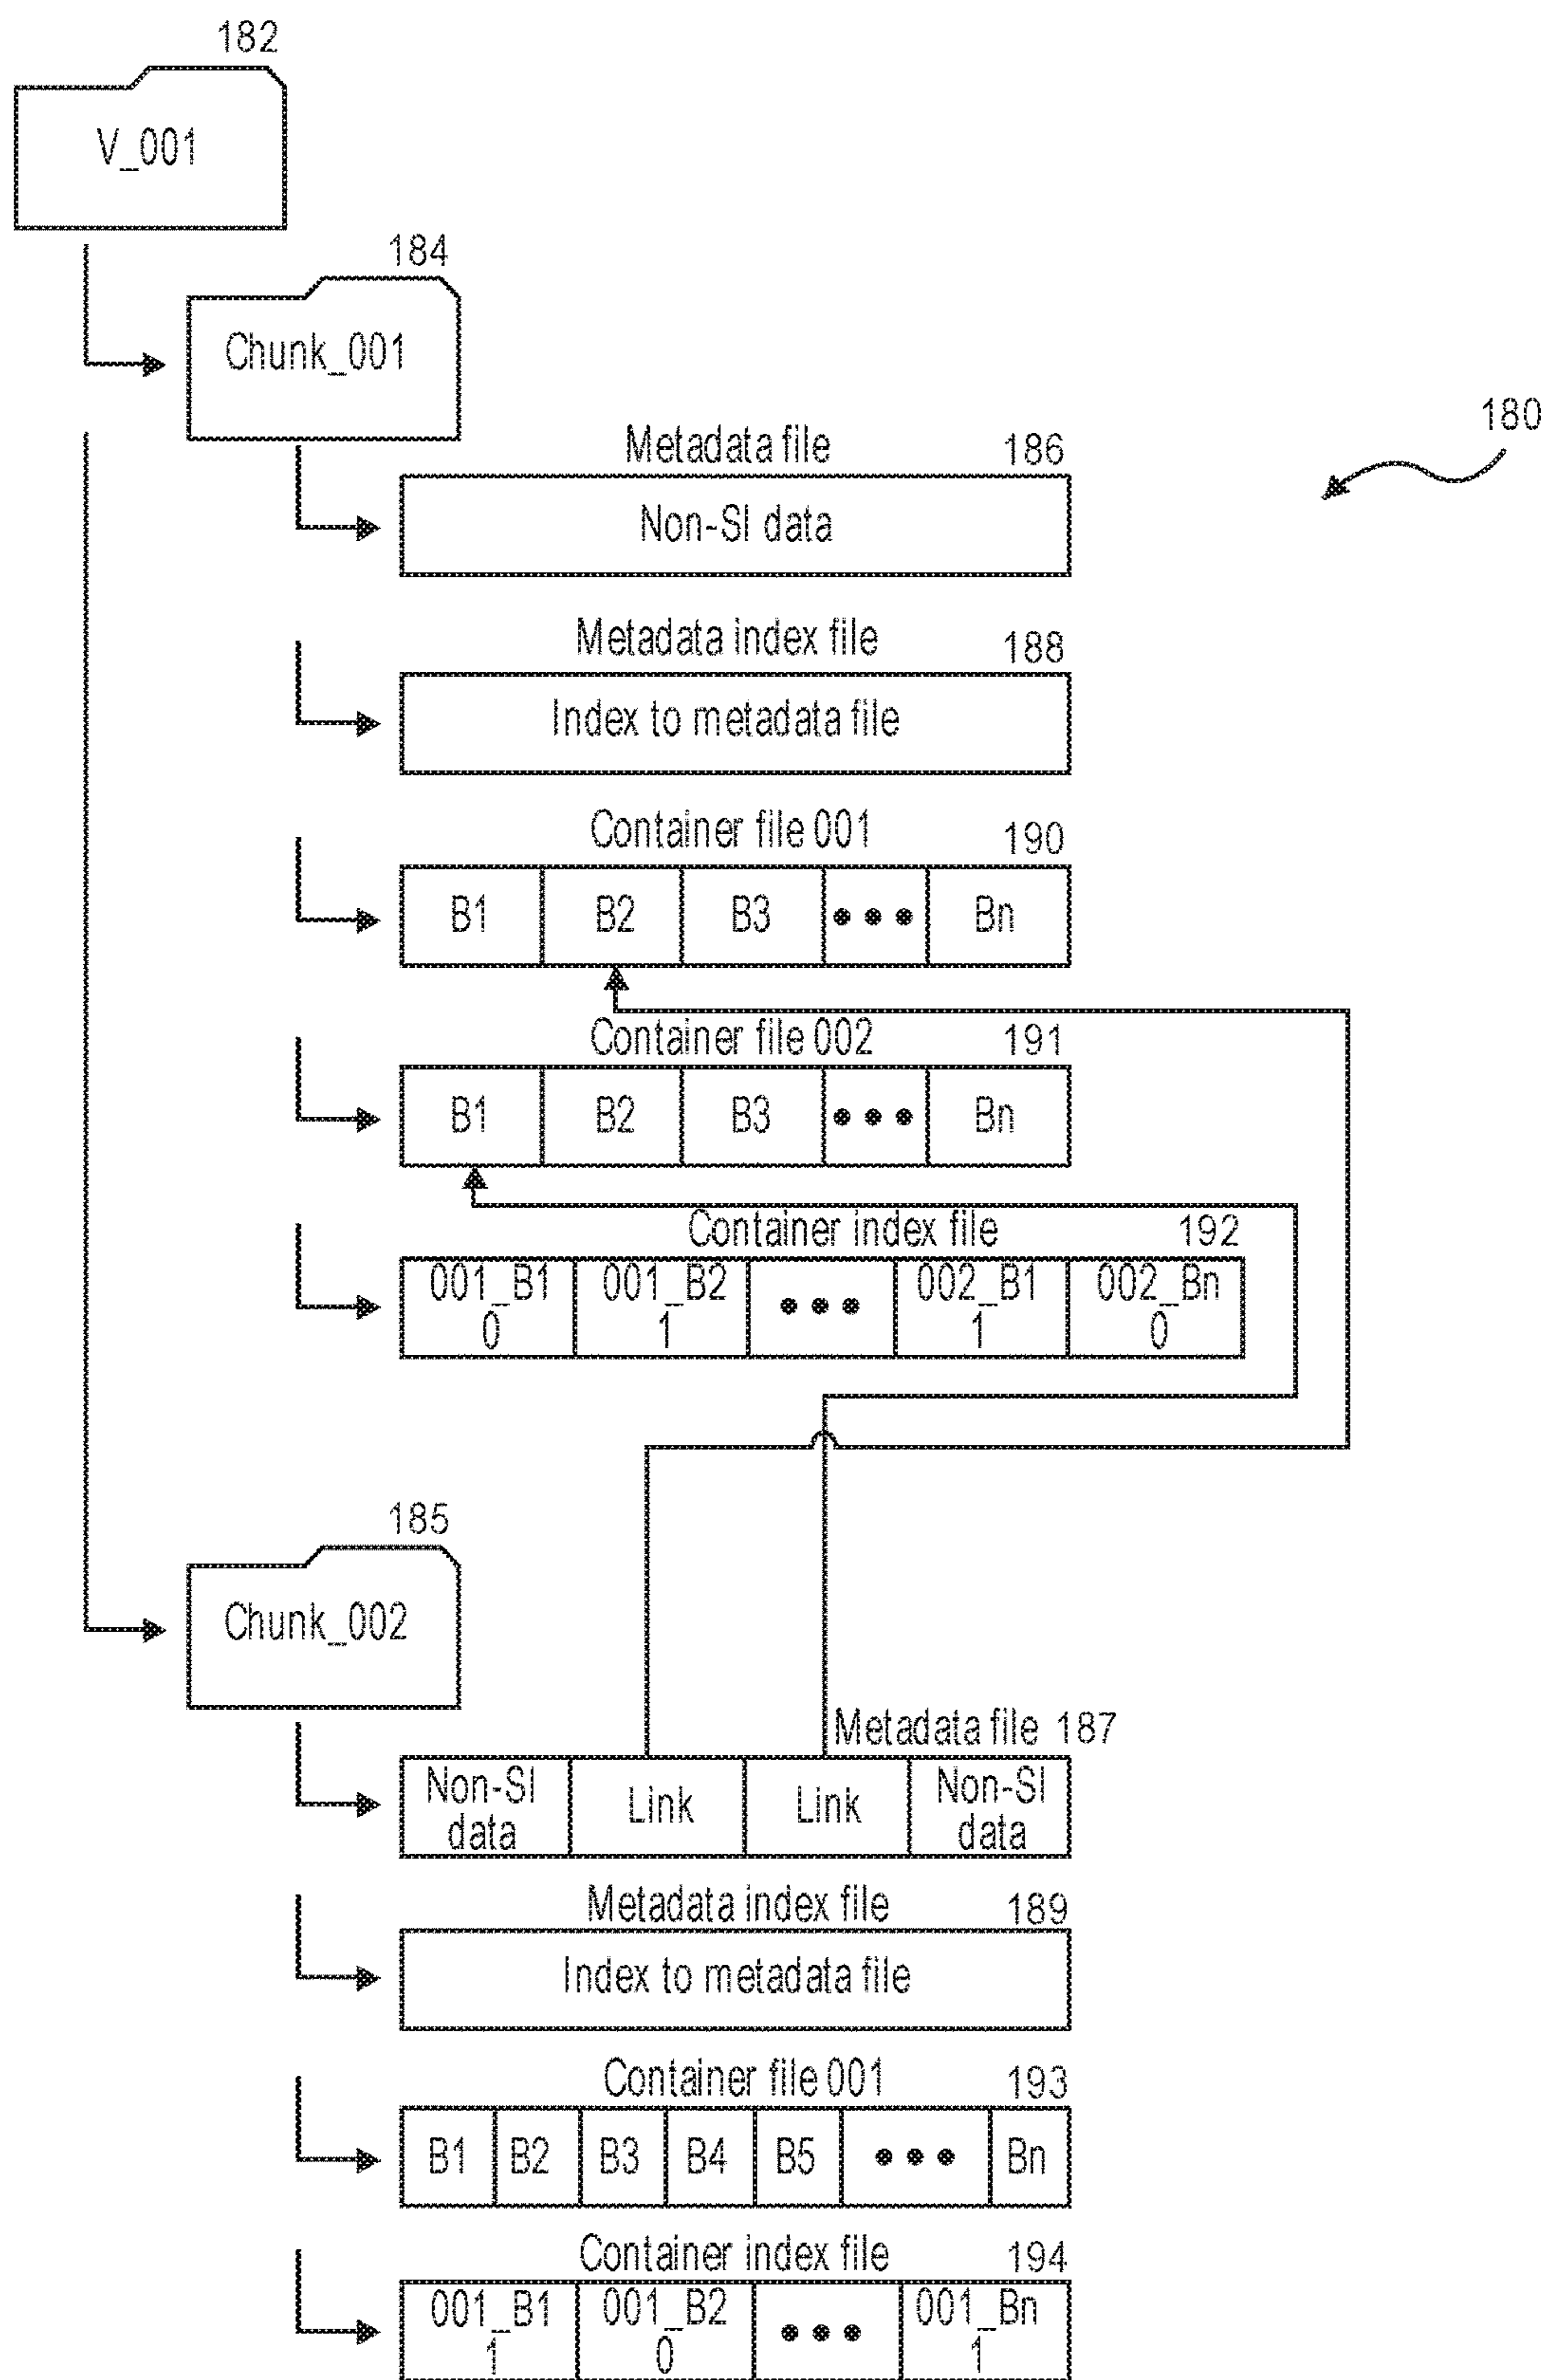 182
V_001
184
Chunk_001
180
Metadata file 186
Non-SI data
Metadata index file 188
Index to metadata file
Container file 001 190
B1 B2 B3 ••• Bn
Container file 002 191
B1 B2 B3 ••• Bn
Container index file 192
001_B1 001_B2 ••• 002_B1 002_Bn
0 1 1 0
185
Chunk_002
Metadata file 187
Non-SI Link Link Non-SI
data data
Metadata index file 189
Index to metadata file
Container file 001 193
B1 B2 B3 B4 B5 ••• Bn
Container index file 194
001_B1 001_B2 ••• 001_Bn
1 0 1